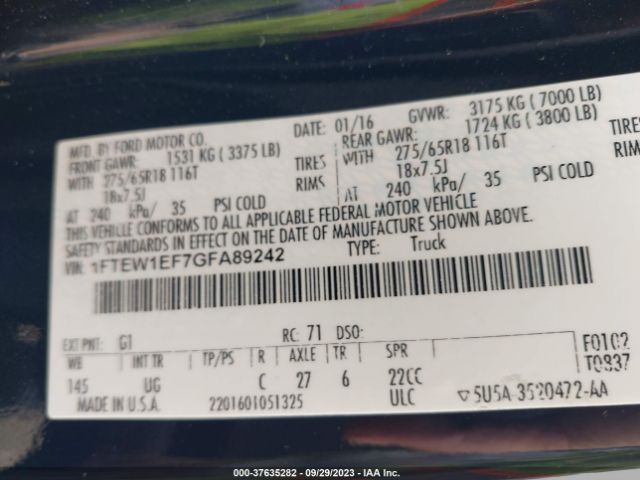 MFD. BY FORD MOTOR CO.
DATE: 01/16 GVWR: 3175 KG ( 7000 LB)
FRONT GAWR: 1531 KG ( 3375 LB) REAR GAWR: 1724 KG ( 3800 LB)
WITH 275/65R18 116T TIRES WITH 275/65R18 116T TIRES
18x7.5J RIMS 18x7.5J RIMS
AT 240 kPa/ 35 PSI COLD AT 240 kPa/ 35 PSI COLD
THIS VEHICLE CONFORMS TO ALL APPLICABLE FEDERAL MOTOR VEHICLE
SAFETY STANDARDS IN EFFECT ON THE DATE OF MANUFACTURE SHOWN ABOVE.
VIN: 1FTEW1EF7GFA89242 TYPE: Truck
F0102
T0837
EXT PNT: G1 RC: 71 DSO:
WB INT TR TP/PS R AXLE TR SPR
145 UG C 27 6 22CC
MADE IN U.S.A. 2201601051325 ULC ▽5U5A-3520472-AA
000-37635282 - 09/29/2023 - IAA Inc.